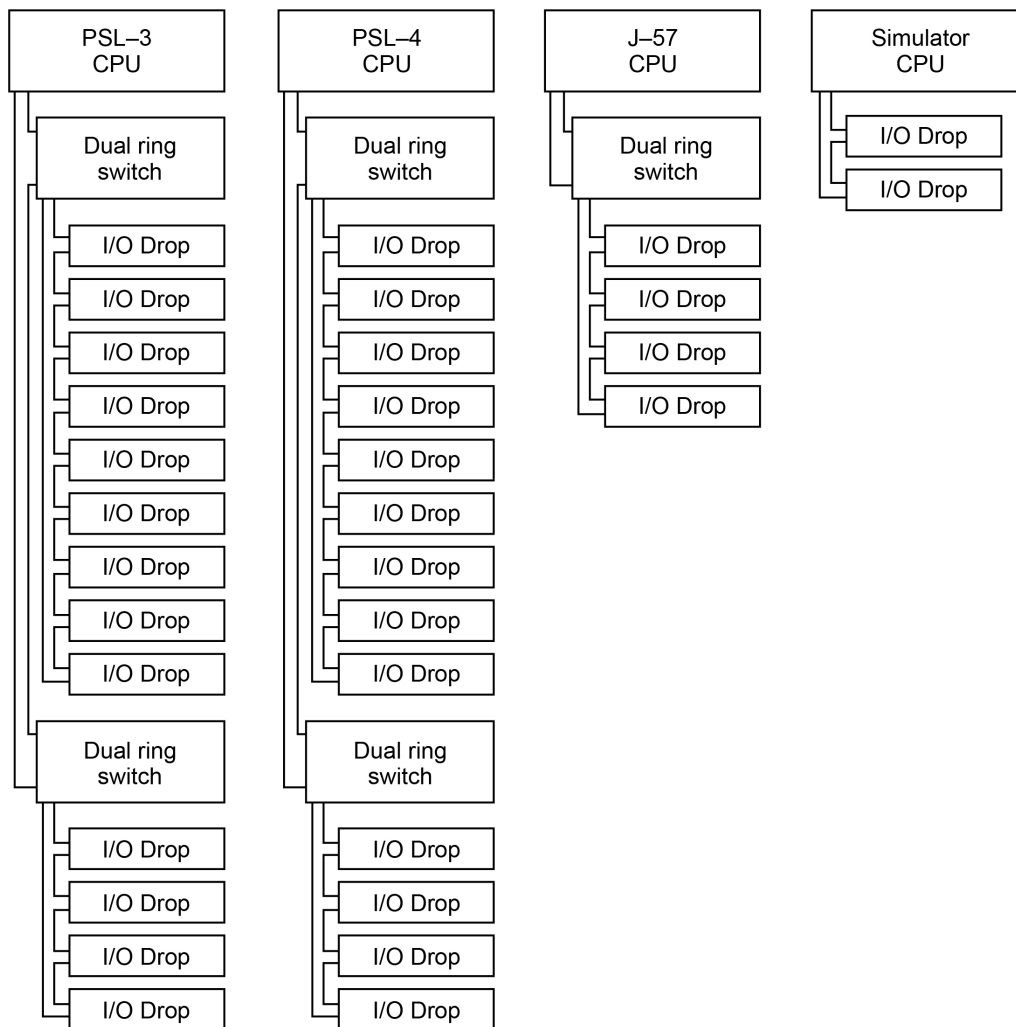 PSL–3
CPU
Dual ring
switch
I/O Drop
I/O Drop
I/O Drop
I/O Drop
I/O Drop
I/O Drop
I/O Drop
I/O Drop
I/O Drop
Dual ring
switch
I/O Drop
I/O Drop
I/O Drop
I/O Drop
PSL–4
CPU
Dual ring
switch
I/O Drop
I/O Drop
I/O Drop
I/O Drop
I/O Drop
I/O Drop
I/O Drop
I/O Drop
I/O Drop
Dual ring
switch
I/O Drop
I/O Drop
I/O Drop
I/O Drop
J–57
CPU
Dual ring
switch
I/O Drop
I/O Drop
I/O Drop
I/O Drop
Simulator
CPU
I/O Drop
I/O Drop